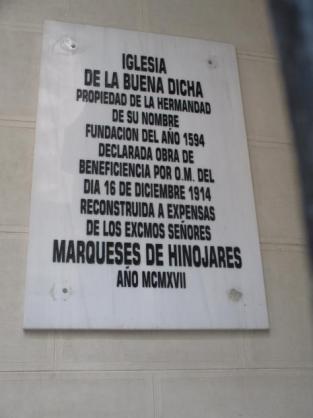 IGLESIA
DE LA BUENA DICHA
PROPIEDAD DE LA HERMANDAD
DE SU NOMBRE
FUNDACION DEL AÑO 1594
DECLARADA OBRA DE
BENEFICIENCIA POR O.M. DEL
DIA 16 DE DICIEMBRE 1914
RECONSTRUIDA A EXPENSAS
DE LOS EXCMOS SEÑORES
MARQUESES DE HINOJARES
AÑO MCMXVII